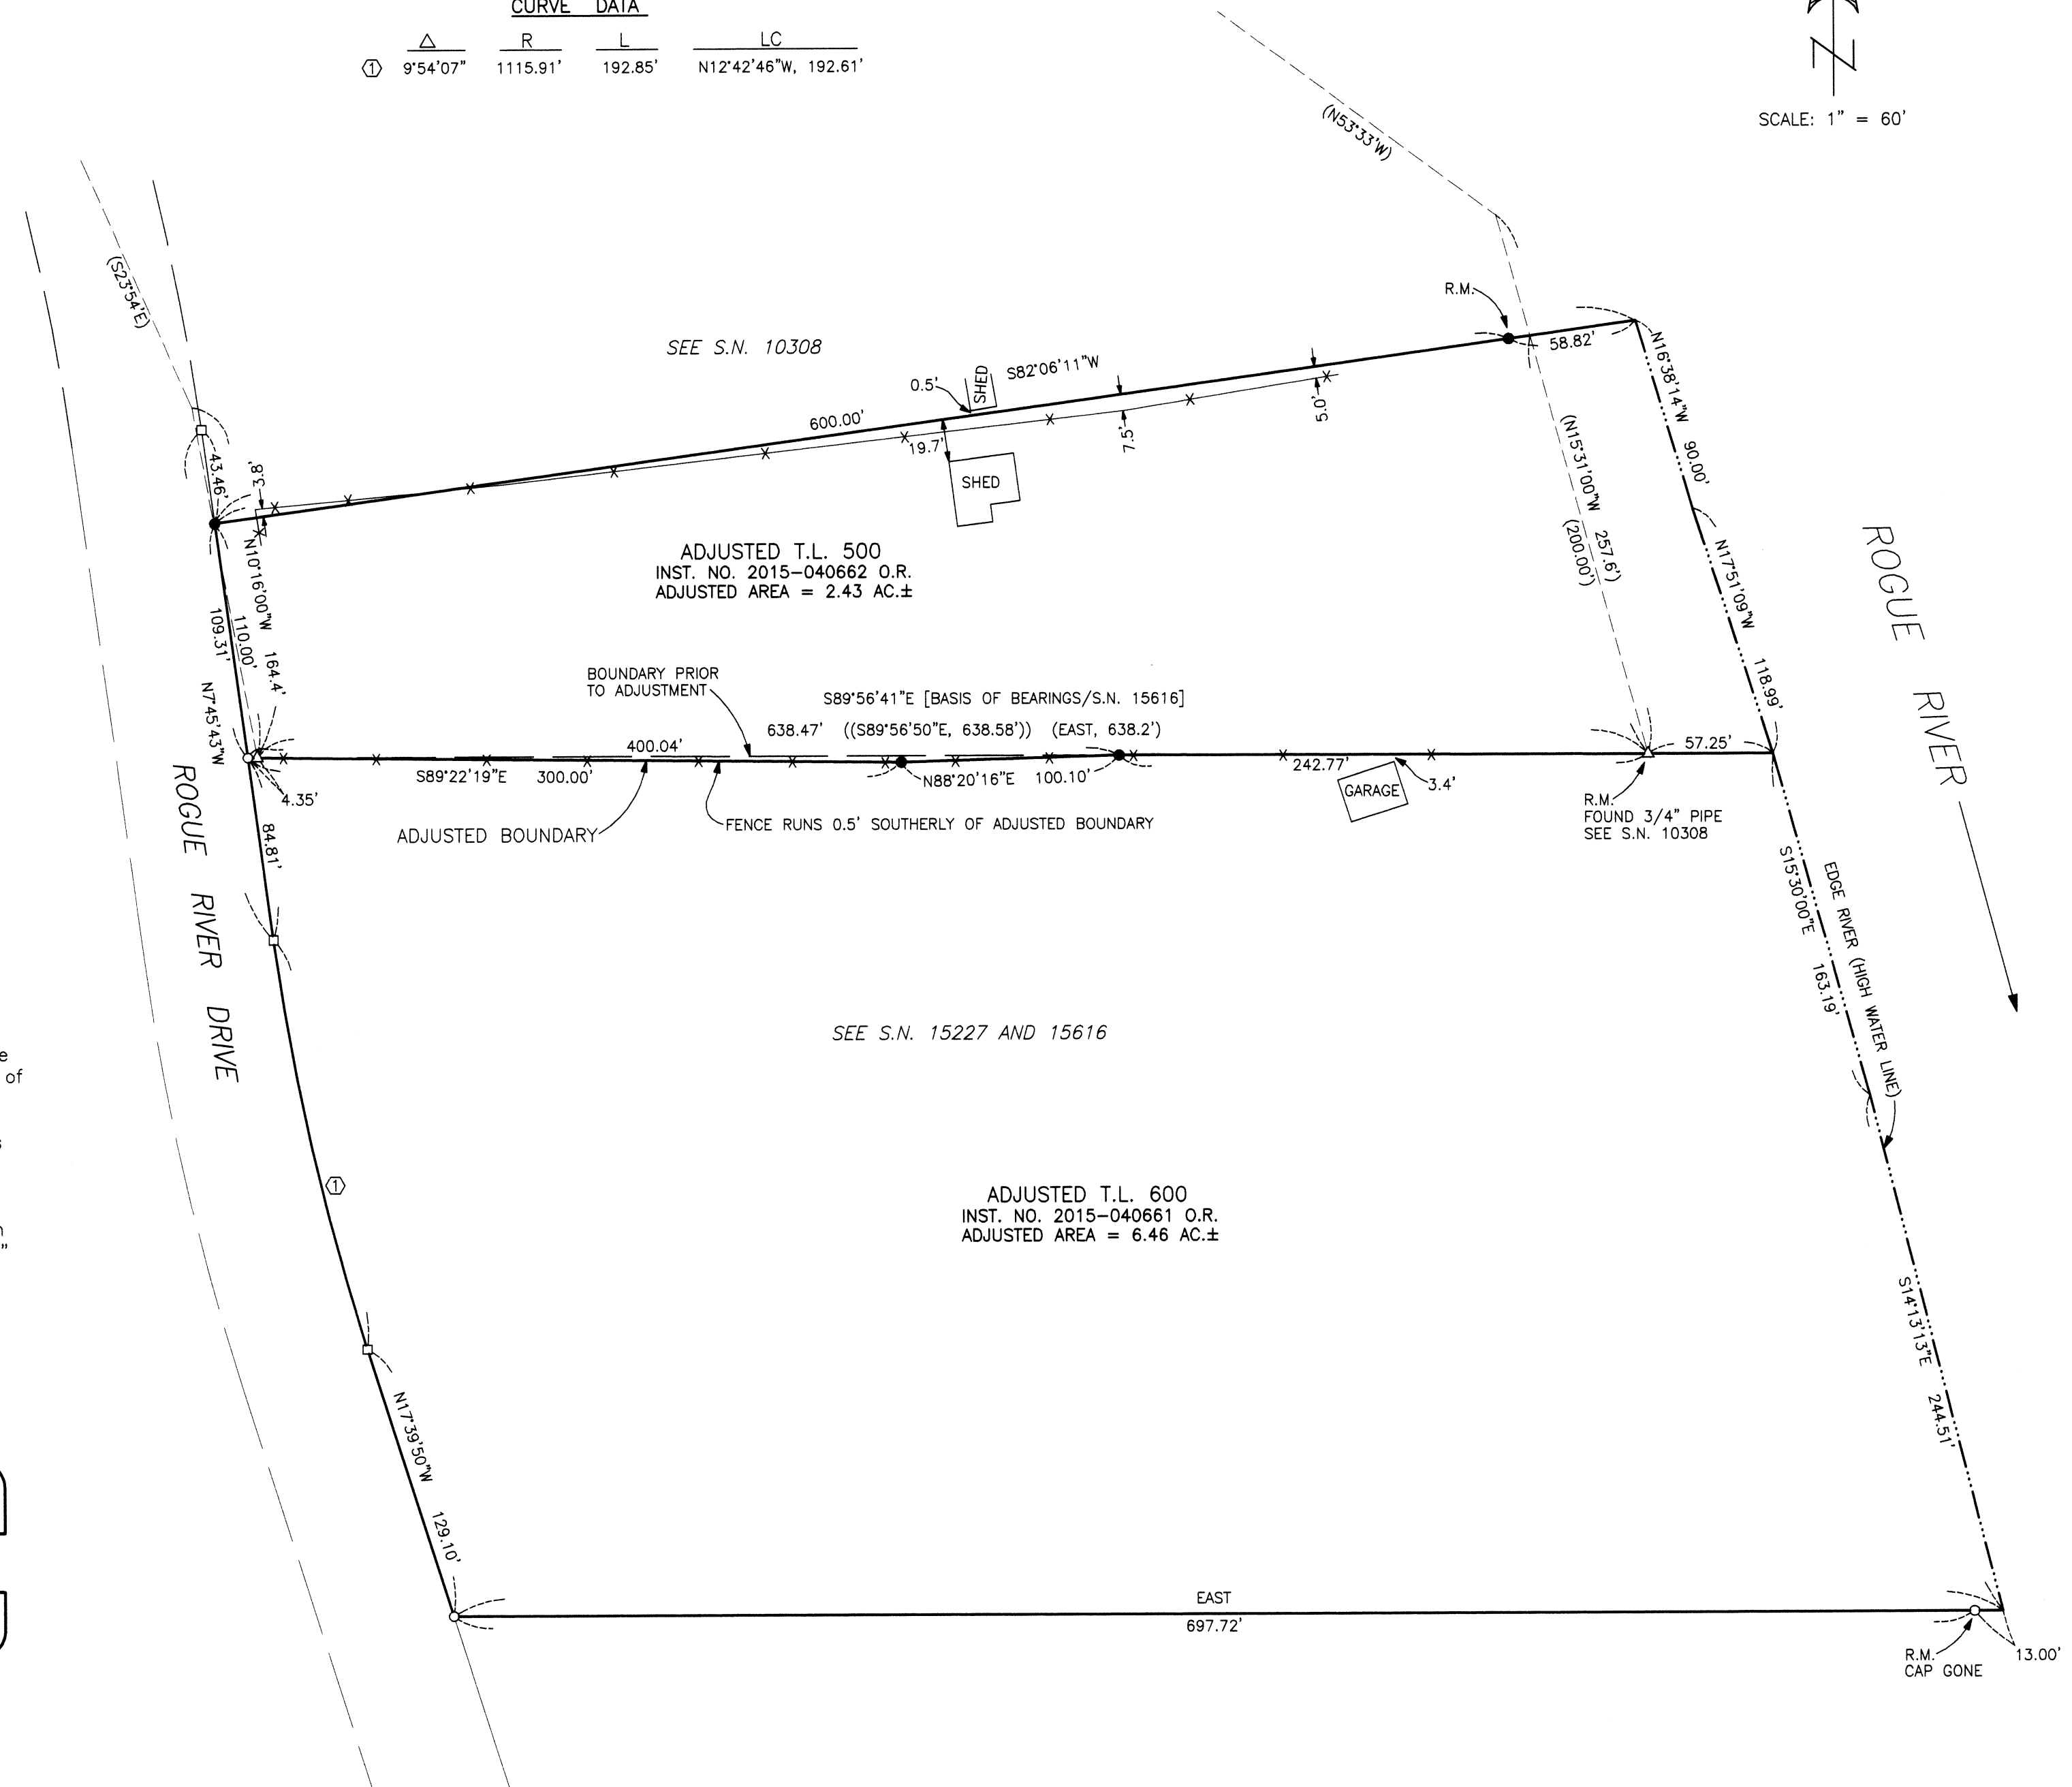 CURVE DATA
△ R L LC
1 9°54'07" 1115.91' 192.85' N12°42'46"W, 192.61'
N
SCALE: 1" = 60'
(N53°33'W)
(S23°54'E)
R.M.
SEE S.N. 10308
58.82'
N16°38'14"W 90.00'
SHED
0.5'
S82°06'11"W
600.00'
5.0'
7.5'
19.7'
SHED
43.46'
3.8'
(N15°31'00"W 257.6')
(200.00')
N17°51'09"W 118.99'
ROGUE RIVER
ADJUSTED T.L. 500
INST. NO. 2015-040662 O.R.
ADJUSTED AREA = 2.43 AC.±
N10°16'00"W 164.4'
110.00'
109.31'
N7°45'43"W
BOUNDARY PRIOR
TO ADJUSTMENT
S89°56'41"E [BASIS OF BEARINGS/S.N. 15616]
638.47' ((S89°56'50"E, 638.58')) (EAST, 638.2')
400.04'
57.25'
S89°22'19"E 300.00'
N88°20'16"E 100.10'
242.77'
3.4'
GARAGE
4.35'
84.81'
R.M.
FOUND 3/4" PIPE
SEE S.N. 10308
ADJUSTED BOUNDARY
FENCE RUNS 0.5' SOUTHERLY OF ADJUSTED BOUNDARY
ROGUE RIVER DRIVE
S15°30'00"E 163.19'
EDGE RIVER (HIGH WATER LINE)
SEE S.N. 15227 AND 15616
e
of
s
1
ADJUSTED T.L. 600
INST. NO. 2015-040661 O.R.
ADJUSTED AREA = 6.46 AC.±
S14°13'13"E 244.51'
N17°39'50"W 129.10'
EAST
697.72'
R.M.
CAP GONE
13.00'